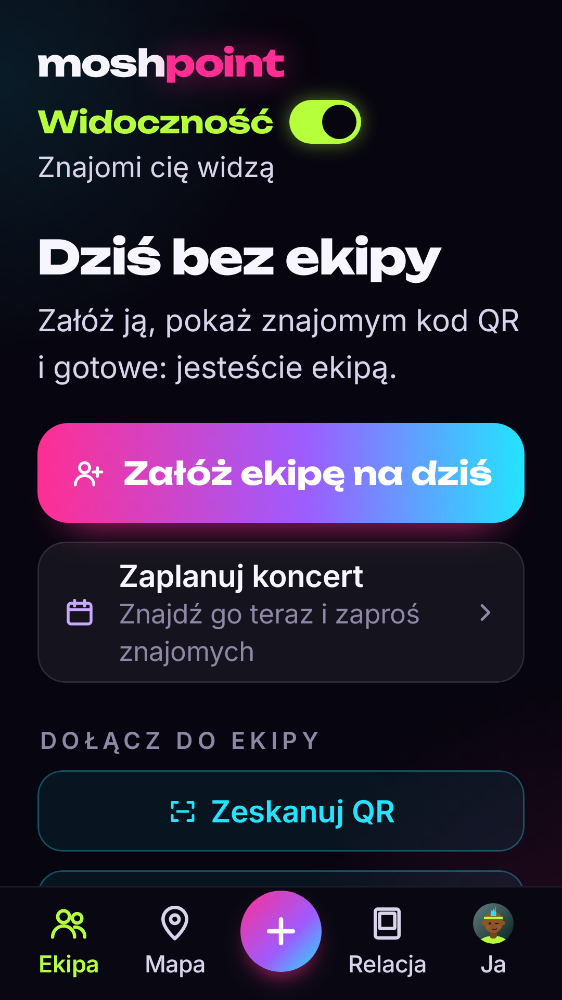 moshpoint
Widoczność
Znajomi cię widzą
Dziś bez ekipy
Załóż ją, pokaż znajomym kod QR
i gotowe: jesteście ekipą.
Załóż ekipę na dziś
Zaplanuj koncert
Znajdź go teraz i zaproś
znajomych
DOŁĄCZ DO EKIPY
Zeskanuj QR
Ekipa
Mapa
Relacja
Ja